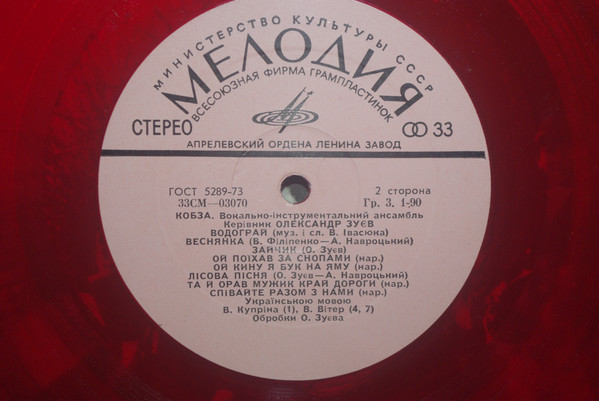 МИНИСТЕРСТВО КУЛЬТУРЫ СССР
МЕЛОДИЯ
ВСЕСОЮЗНАЯ ФИРМА ГРАМПЛАСТИНОК
СТЕРЕО 33
АПРЕЛЕВСКИЙ ОРДЕНА ЛЕНИНА ЗАВОД
ГОСТ 5289-73 2 сторона
33СМ—03070 Гр. 3. 1-90
КОБЗА. Вокально-інструментальний ансамбль
Керівник ОЛЕКСАНДР ЗУЄВ
ВОДОГРАЙ (муз. і сл. В. Івасюка)
ВЕСНЯНКА (В. Філіпенко—А. Навроцький)
ЗАЙЧИК (О. Зуєв)
ОЙ ПОЇХАВ ЗА СНОПАМИ (нар.)
ОЙ КИНУ Я БУК НА ЯМУ (нар.)
ЛІСОВА ПІСНЯ (О. Зуєв—А. Навроцький)
ТА Й ОРАВ МУЖИК КРАЙ ДОРОГИ (нар.)
СПІВАЙТЕ РАЗОМ З НАМИ (нар.)
Українською мовою
В. Купріна (1), В. Вітер (4, 7)
Обробки О. Зуєва